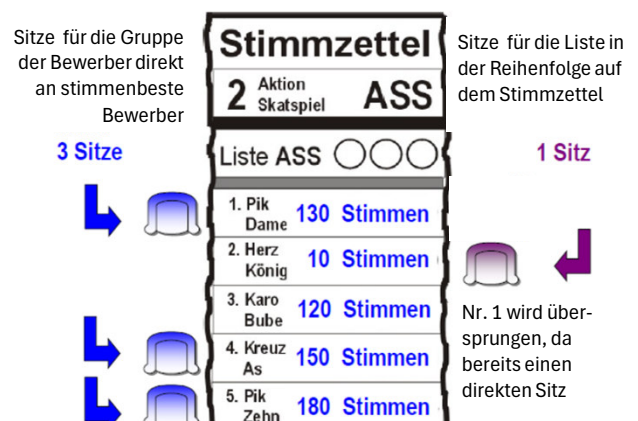 Sitze für die Gruppe
der Bewerber direkt
an stimmenbeste
Bewerber
3 Sitze
Stimmzettel
2 Aktion
Skatspiel
ASS
Liste ASS
1. Pik
Dame
130 Stimmen
2. Herz
König
10 Stimmen
3. Karo
Bube
120 Stimmen
4. Kreuz
As
150 Stimmen
5. Pik
Zehn
180 Stimmen
Sitze für die Liste in
der Reihenfolge auf
dem Stimmzettel
1 Sitz
Nr. 1 wird über-
sprungen, da
bereits einen
direkten Sitz